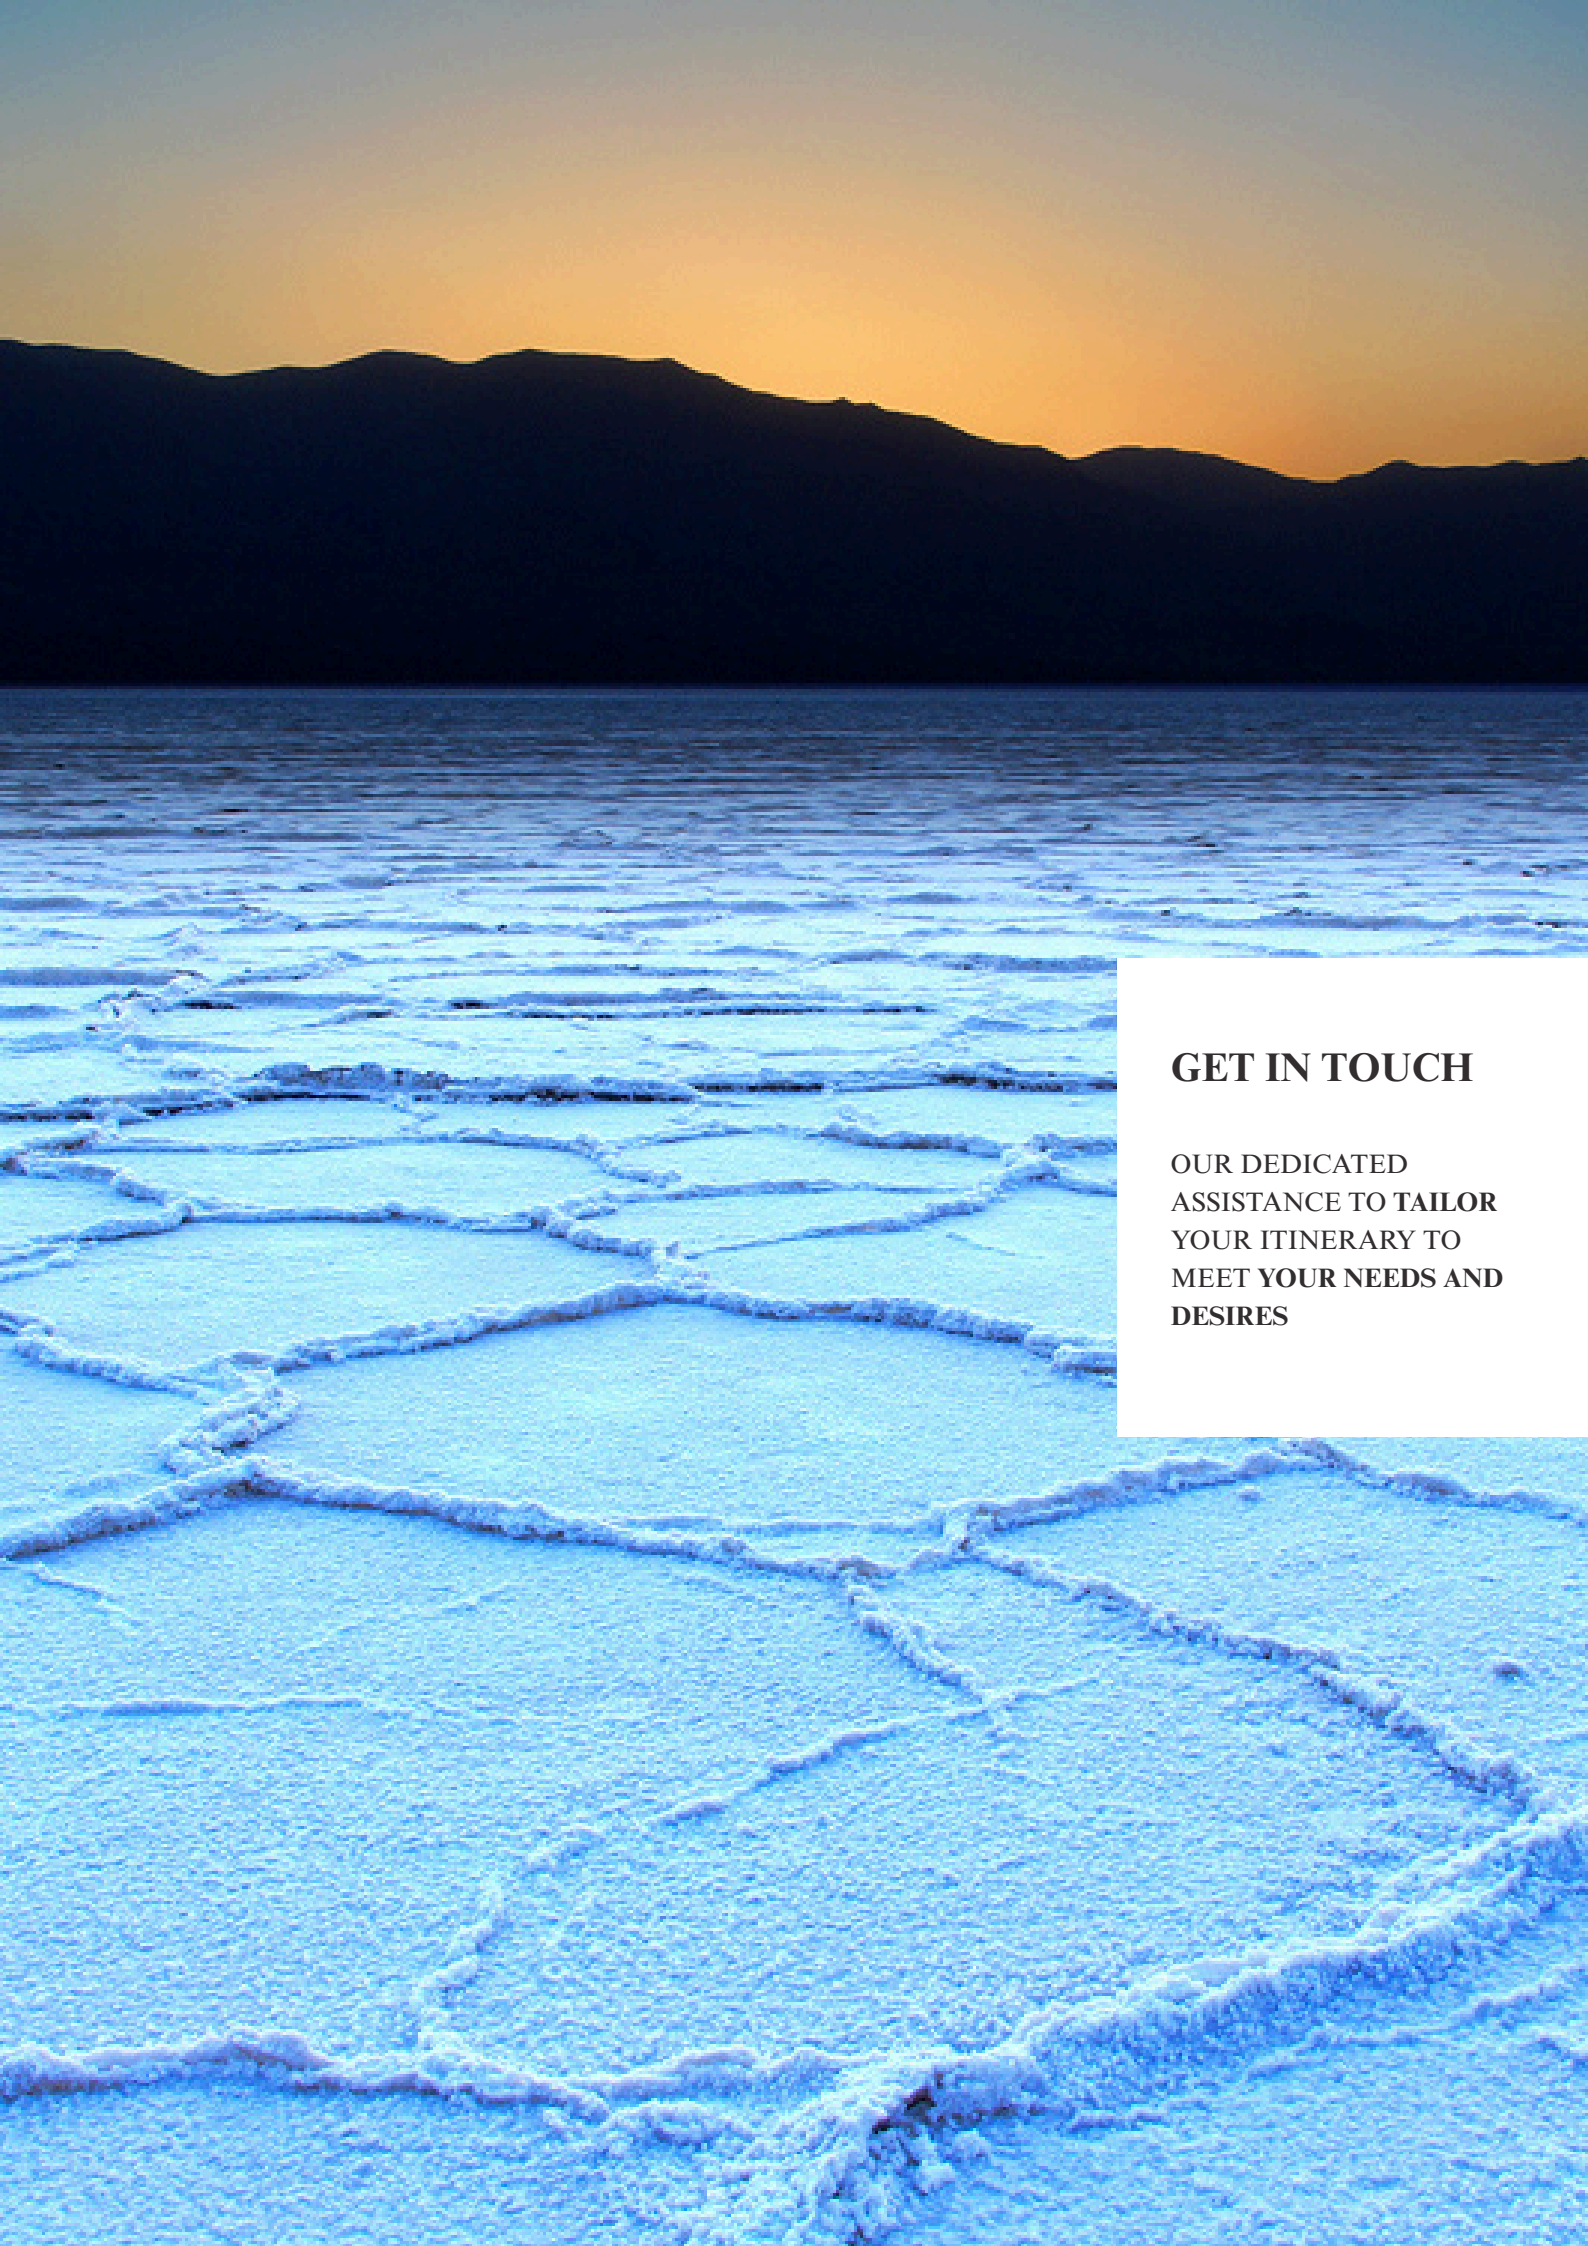 GET IN TOUCH
OUR DEDICATED
ASSISTANCE TO TAILOR
YOUR ITINERARY TO
MEET YOUR NEEDS AND
DESIRES